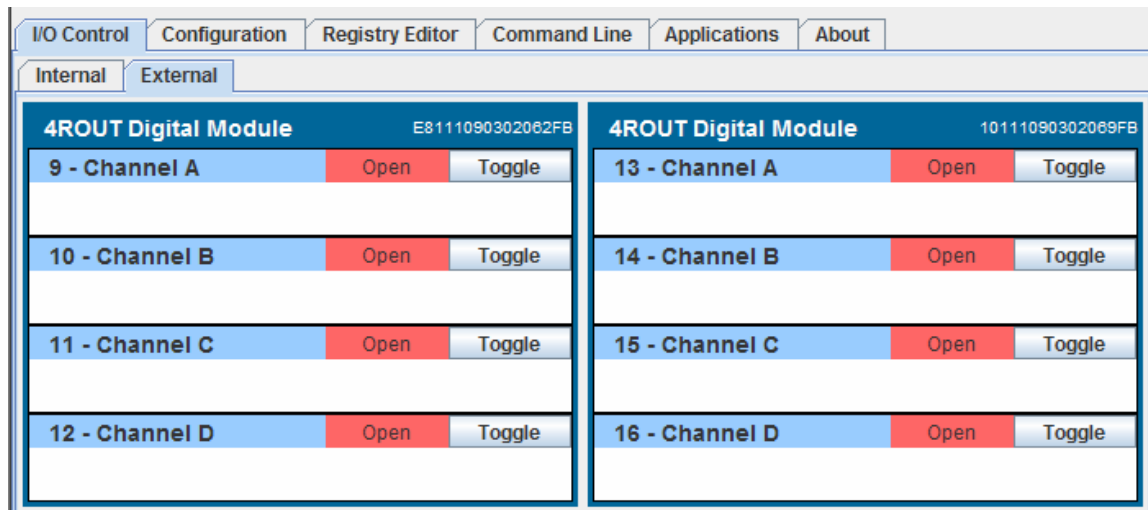 I/O Control Configuration Registry Editor Command Line Applications About
Internal External
4ROUT Digital Module E8111090302062FB
9 - Channel A Open Toggle
10 - Channel B Open Toggle
11 - Channel C Open Toggle
12 - Channel D Open Toggle
4ROUT Digital Module 10111090302069FB
13 - Channel A Open Toggle
14 - Channel B Open Toggle
15 - Channel C Open Toggle
16 - Channel D Open Toggle